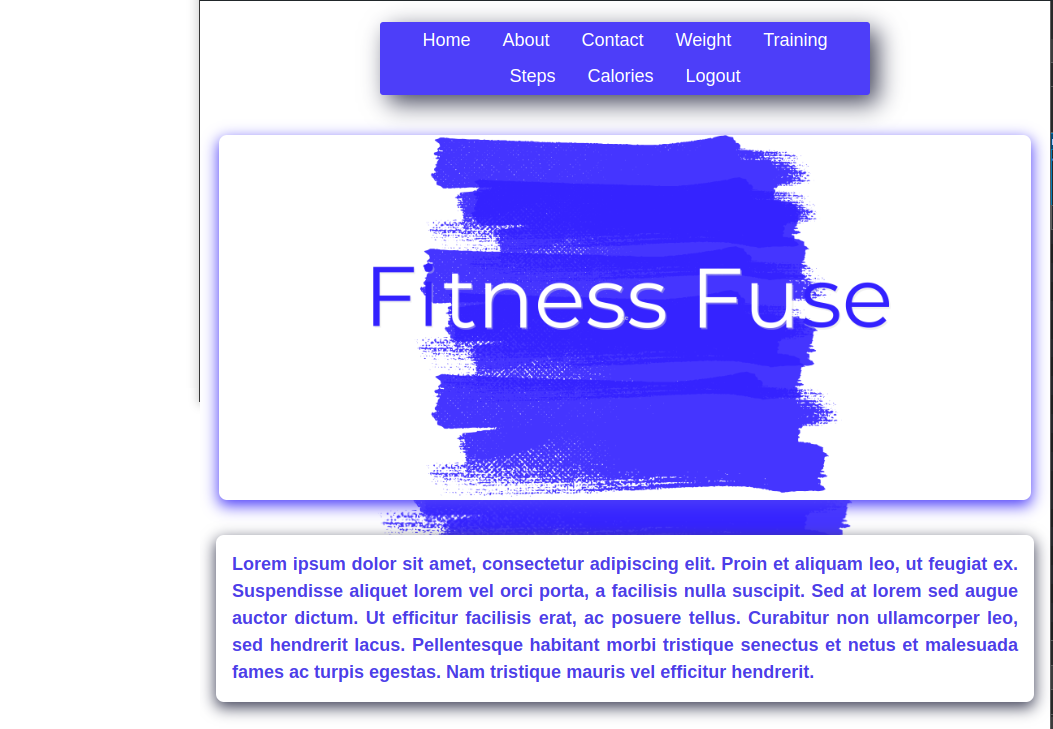 Home About Contact Weight Training
Steps Calories Logout
Fitness Fuse
Lorem ipsum dolor sit amet, consectetur adipiscing elit. Proin et aliquam leo, ut feugiat ex.
Suspendisse aliquet lorem vel orci porta, a facilisis nulla suscipit. Sed at lorem sed augue
auctor dictum. Ut efficitur facilisis erat, ac posuere tellus. Curabitur non ullamcorper leo,
sed hendrerit lacus. Pellentesque habitant morbi tristique senectus et netus et malesuada
fames ac turpis egestas. Nam tristique mauris vel efficitur hendrerit.